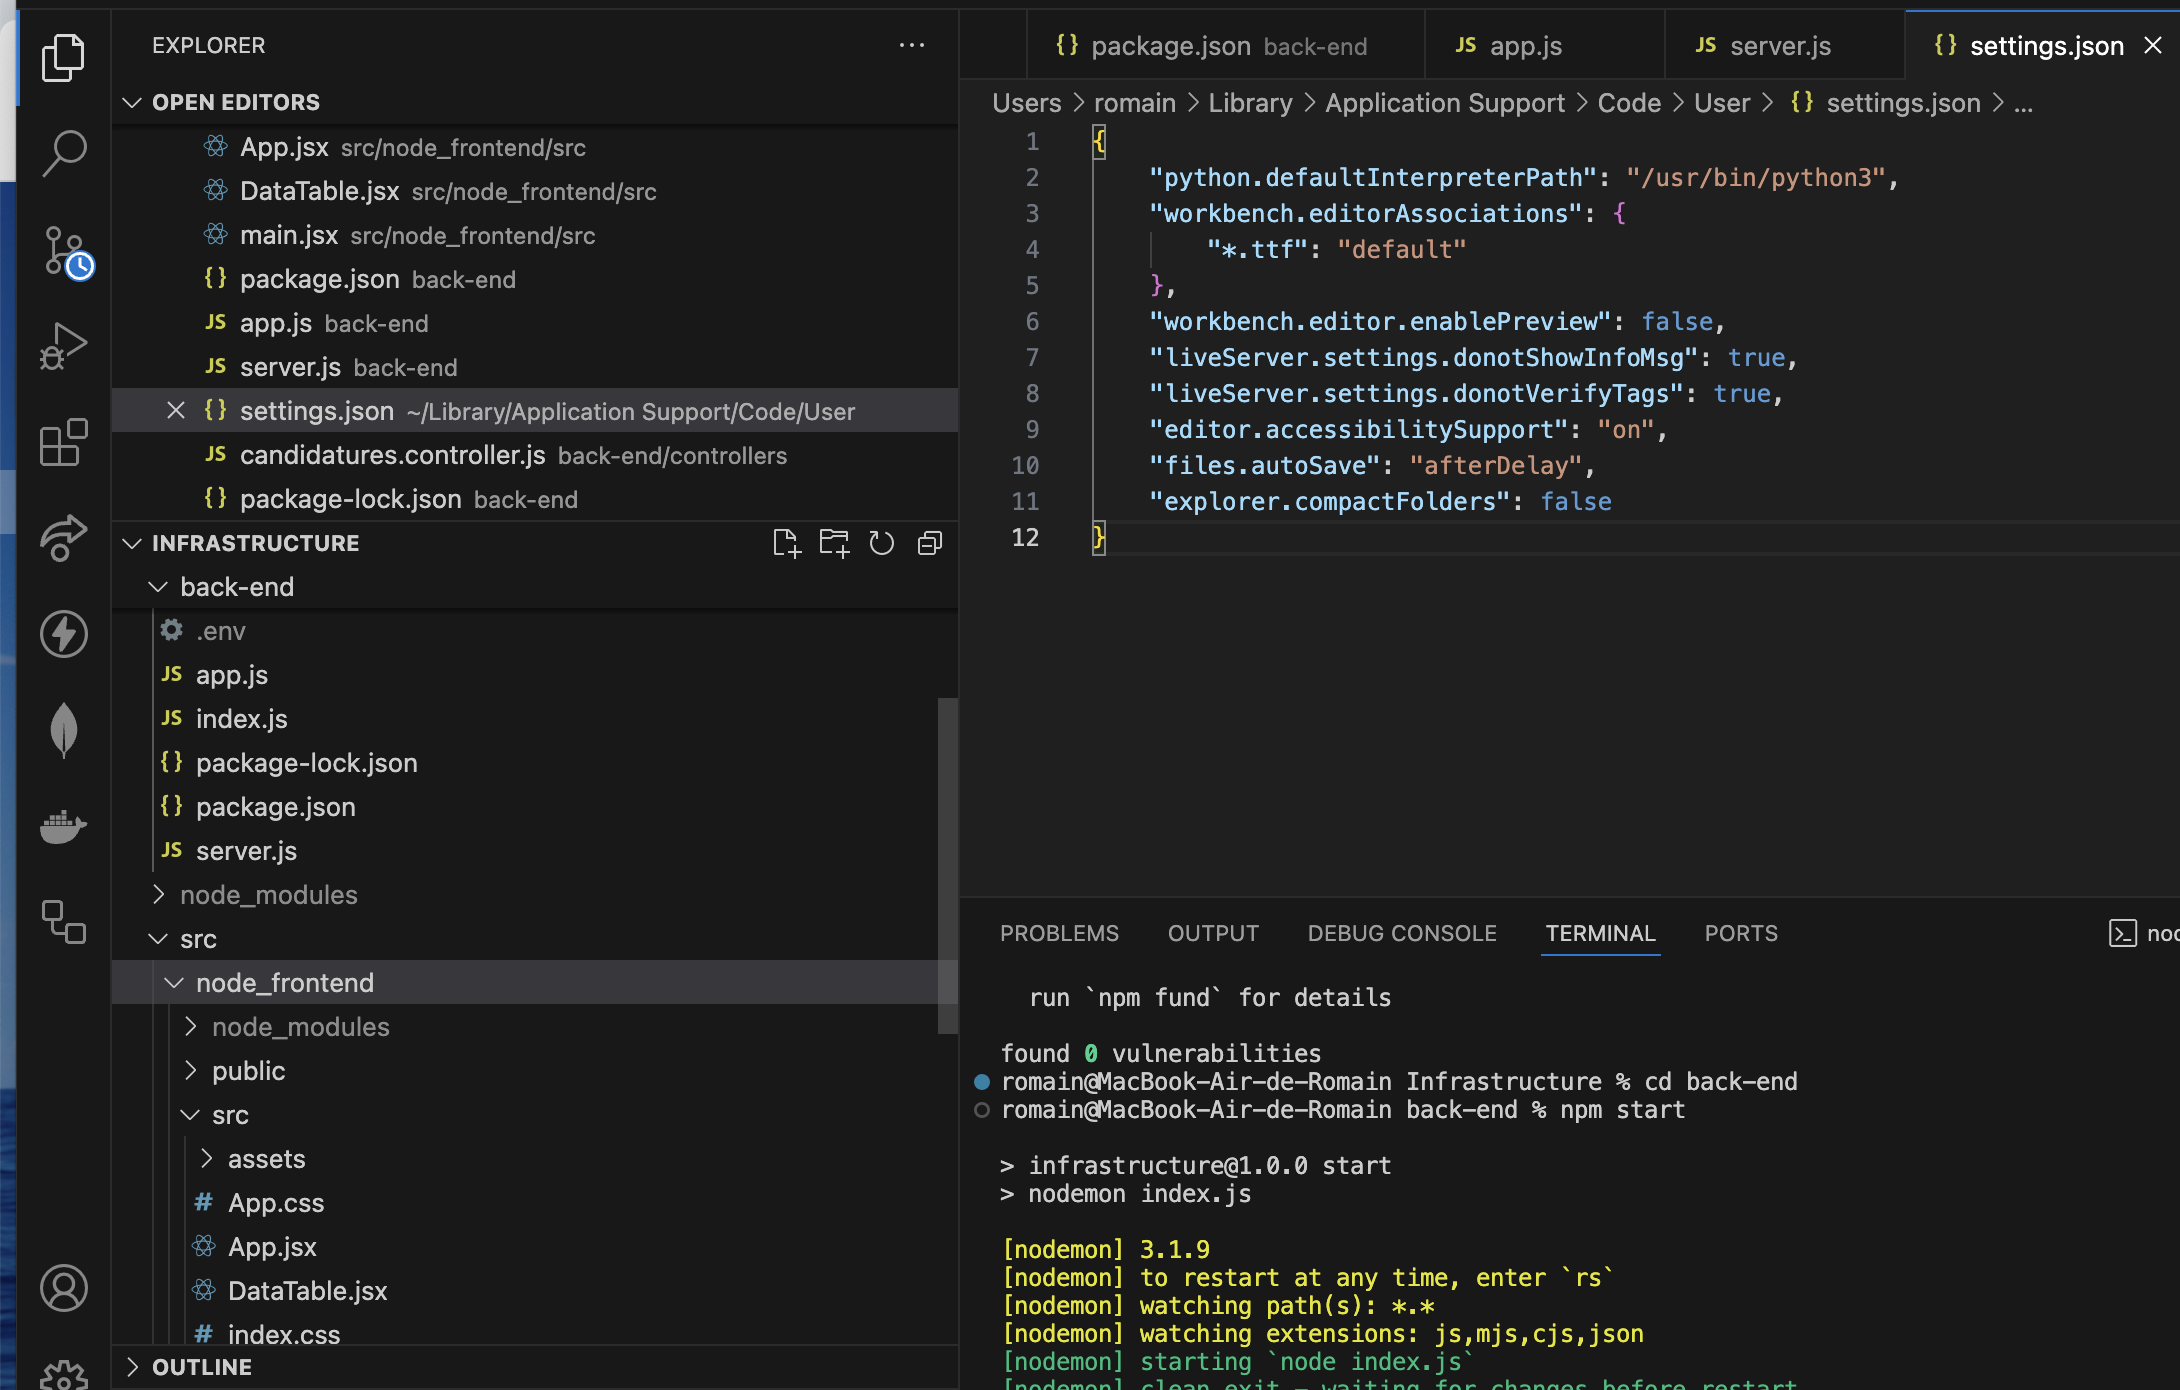 EXPLORER
OPEN EDITORS
App.jsx src/node_frontend/src
DataTable.jsx src/node_frontend/src
main.jsx src/node_frontend/src
{} package.json back-end
JS app.js back-end
JS server.js back-end
{} settings.json ~/Library/Application Support/Code/User
JS candidatures.controller.js back-end/controllers
{} package-lock.json back-end
INFRASTRUCTURE
back-end
.env
JS app.js
JS index.js
{} package-lock.json
{} package.json
JS server.js
node_modules
src
node_frontend
node_modules
public
src
assets
# App.css
App.jsx
DataTable.jsx
# index.css
OUTLINE
{} package.json back-end
JS app.js
JS server.js
{} settings.json
Users > romain > Library > Application Support > Code > User > {} settings.json > ...
1 {
2 "python.defaultInterpreterPath": "/usr/bin/python3",
3 "workbench.editorAssociations": {
4 "*.ttf": "default"
5 },
6 "workbench.editor.enablePreview": false,
7 "liveServer.settings.donotShowInfoMsg": true,
8 "liveServer.settings.donotVerifyTags": true,
9 "editor.accessibilitySupport": "on",
10 "files.autoSave": "afterDelay",
11 "explorer.compactFolders": false
12 }
PROBLEMS OUTPUT DEBUG CONSOLE TERMINAL PORTS
run `npm fund` for details
found 0 vulnerabilities
romain@MacBook-Air-de-Romain Infrastructure % cd back-end
romain@MacBook-Air-de-Romain back-end % npm start
> infrastructure@1.0.0 start
> nodemon index.js
[nodemon] 3.1.9
[nodemon] to restart at any time, enter `rs`
[nodemon] watching path(s): *.*
[nodemon] watching extensions: js,mjs,cjs,json
[nodemon] starting `node index.js`
[nodemon] clean exit - waiting for changes before restart